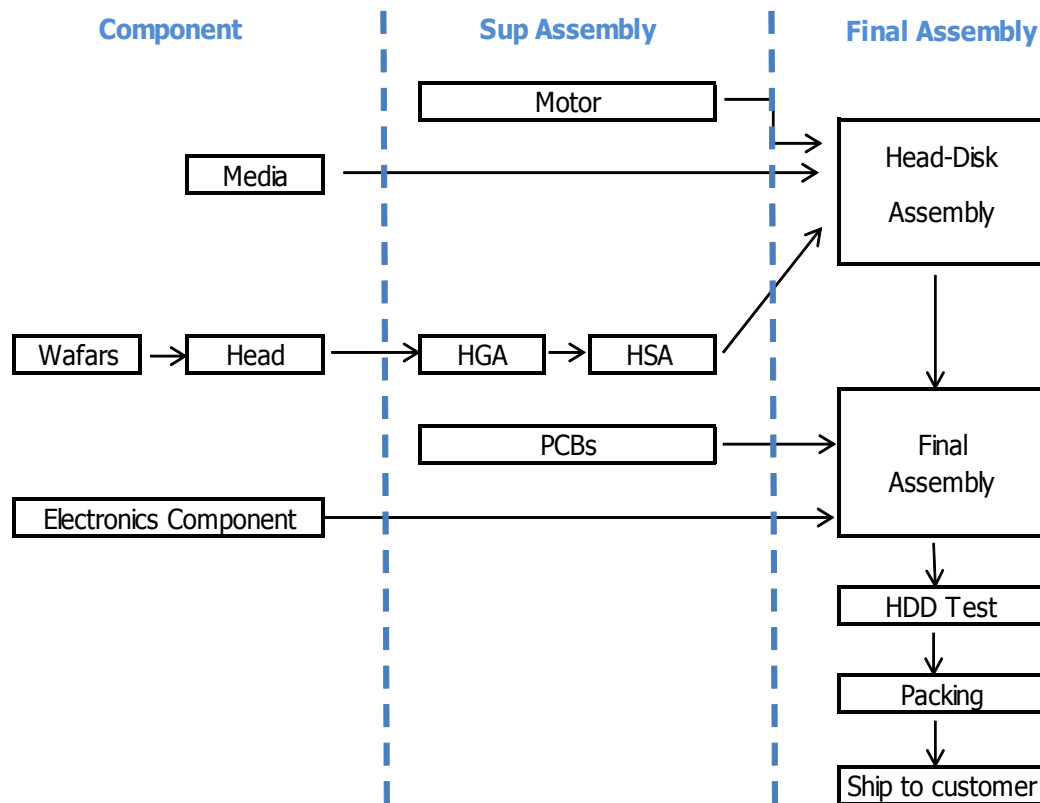 Component
Sup Assembly
Final Assembly
Motor
Head-Disk
Assembly
Media
Wafars
Head
HGA
HSA
PCBs
Final
Assembly
Electronics Component
HDD Test
Packing
Ship to customer